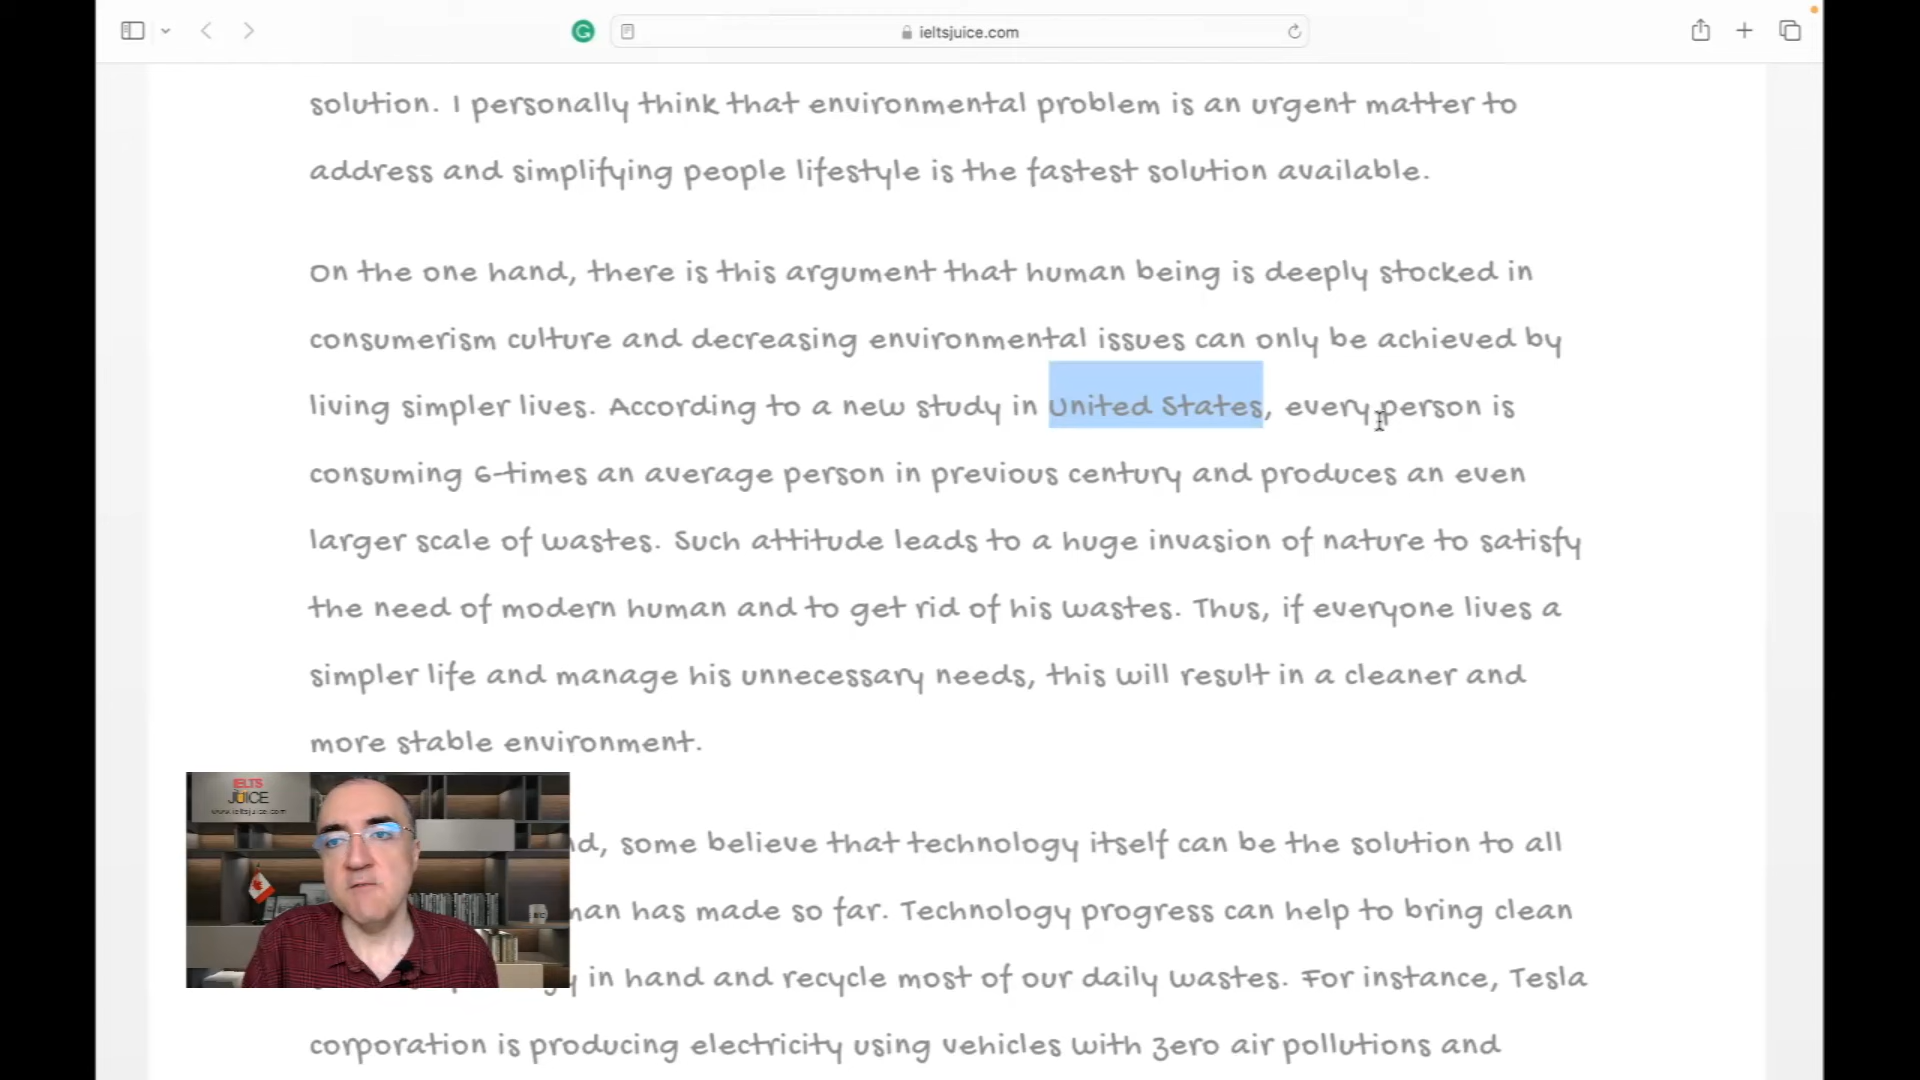 ieltsjuice.com
solution. I personally think that environmental problem is an urgent matter to
address and simplifying people lifestyle is the fastest solution available.
On the one hand, there is this argument that human being is deeply stocked in
consumerism culture and decreasing environmental issues can only be achieved by
living simpler lives. According to a new study in United States, every person is
consuming 6-times an average person in previous century and produces an even
larger scale of wastes. Such attitude leads to a huge invasion of nature to satisfy
the need of modern human and to get rid of his wastes. Thus, if everyone lives a
simpler life and manage his unnecessary needs, this will result in a cleaner and
more stable environment.
IELTS
JUICE
www.ieltsjuice.com
some believe that technology itself can be the solution to all
has made so far. Technology progress can help to bring clean
in hand and recycle most of our daily wastes. For instance, Tesla
corporation is producing electricity using vehicles with zero air pollutions and